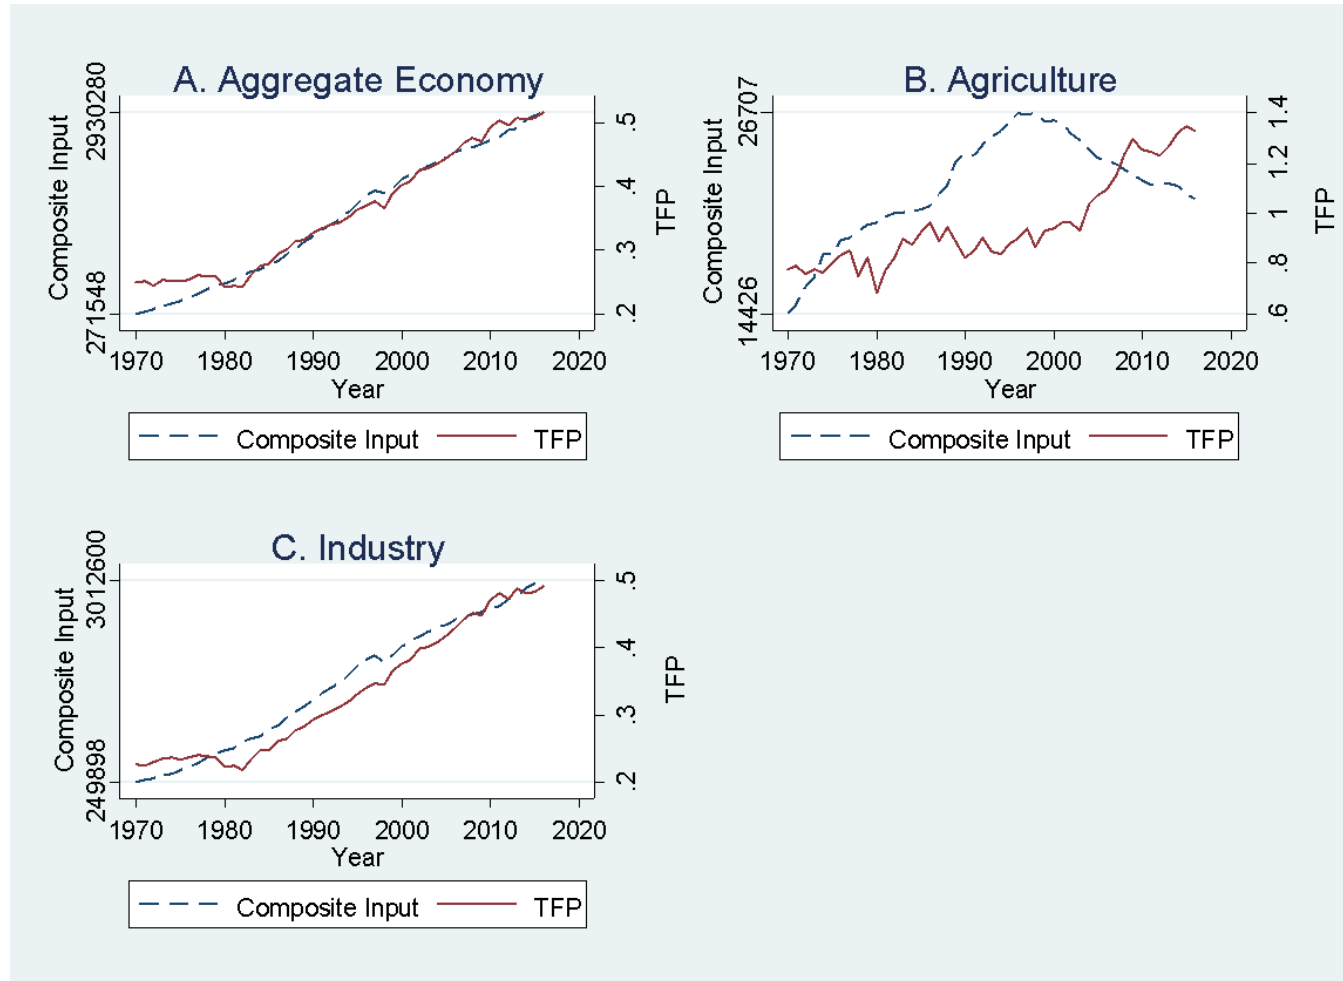 A. Aggregate Economy
Composite Input
2930280
271548
.5
.4
.3
.2
TFP
1970 1980 1990 2000 2010 2020
Year
Composite Input TFP
B. Agriculture
Composite Input
26707
14426
1.4
1.2
1
.8
.6
TFP
1970 1980 1990 2000 2010 2020
Year
Composite Input TFP
C. Industry
Composite Input
3012600
249898
.5
.4
.3
.2
TFP
1970 1980 1990 2000 2010 2020
Year
Composite Input TFP